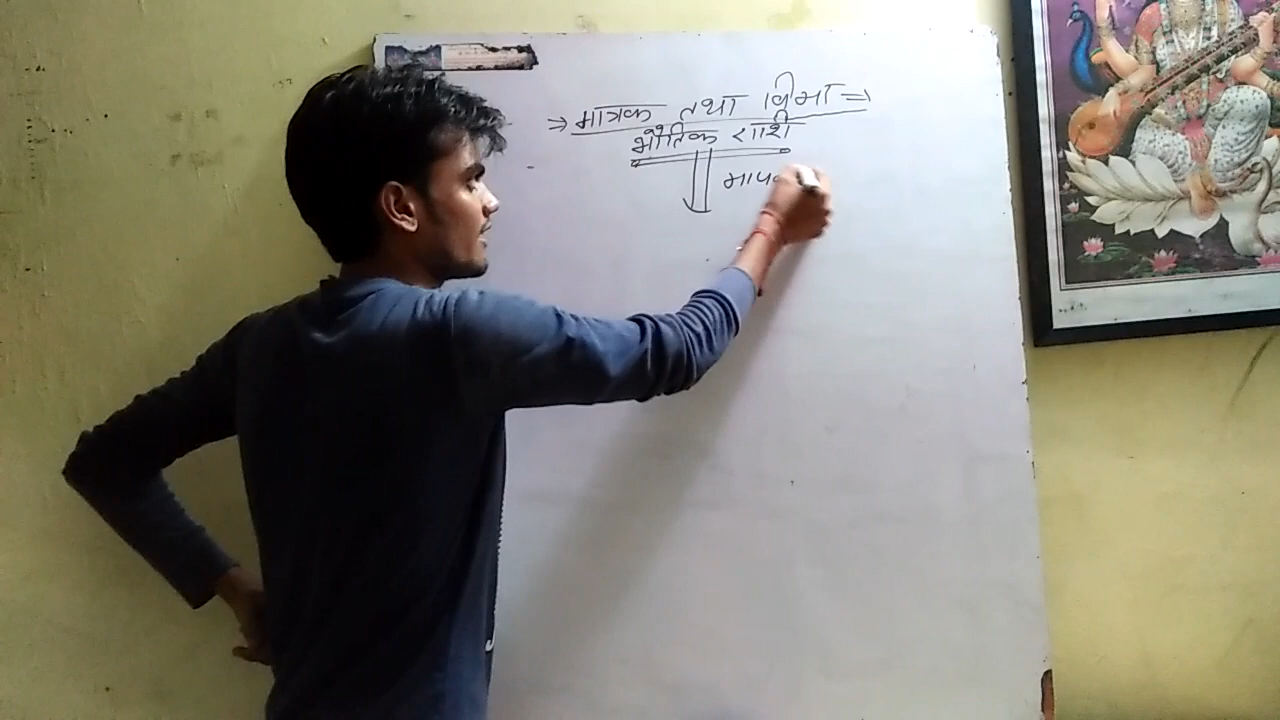 ⇒ मात्रक तथा विमा ⇒
भौतिक राशी